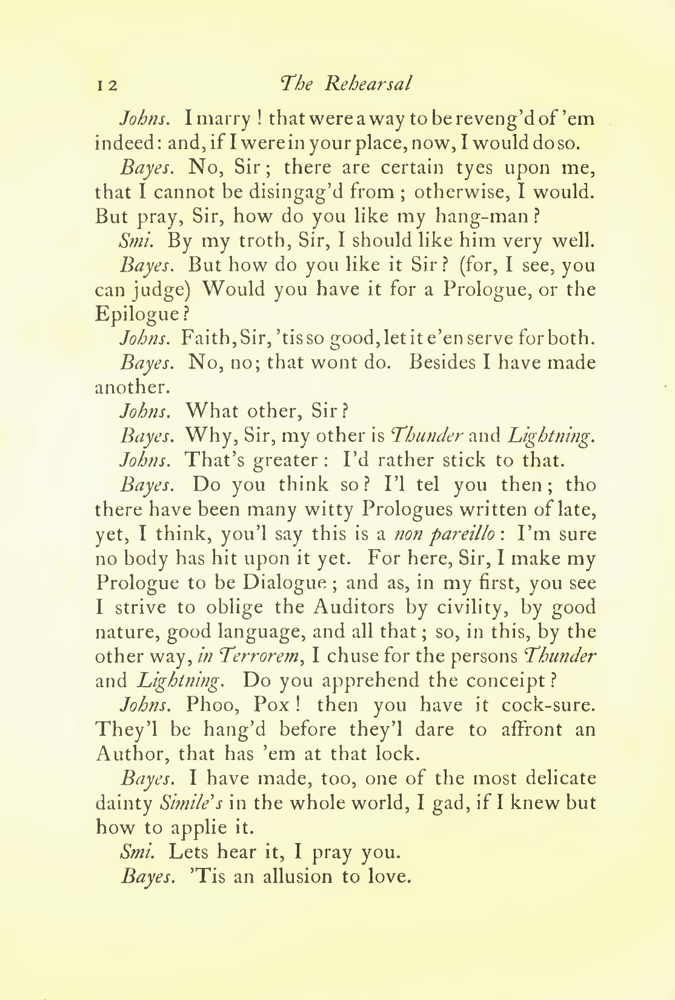 12 The Rehearsal
Johns. I marry ! that were a way to be reveng'd of 'em
indeed: and, if I were in your place, now, I would do so.
Bayes. No, Sir ; there are certain tyes upon me,
that I cannot be disingag'd from ; otherwise, I would.
But pray, Sir, how do you like my hang-man ?
Smi. By my troth, Sir, I should like him very well.
Bayes. But how do you like it Sir ? (for, I see, you
can judge) Would you have it for a Prologue, or the
Epilogue ?
Johns. Faith, Sir, 'tis so good, let it e'en serve for both.
Bayes. No, no; that wont do. Besides I have made
another.
Johns. What other, Sir ?
Bayes. Why, Sir, my other is Thunder and Lightning.
Johns. That's greater : I'd rather stick to that.
Bayes. Do you think so ? I'l tel you then ; tho
there have been many witty Prologues written of late,
yet, I think, you'l say this is a non pareillo : I'm sure
no body has hit upon it yet. For here, Sir, I make my
Prologue to be Dialogue ; and as, in my first, you see
I strive to oblige the Auditors by civility, by good
nature, good language, and all that ; so, in this, by the
other way, in Terrorem, I chuse for the persons Thunder
and Lightning. Do you apprehend the conceipt ?
Johns. Phoo, Pox ! then you have it cock-sure.
They'l be hang'd before they'l dare to affront an
Author, that has 'em at that lock.
Bayes. I have made, too, one of the most delicate
dainty Simile's in the whole world, I gad, if I knew but
how to applie it.
Smi. Lets hear it, I pray you.
Bayes. 'Tis an allusion to love.